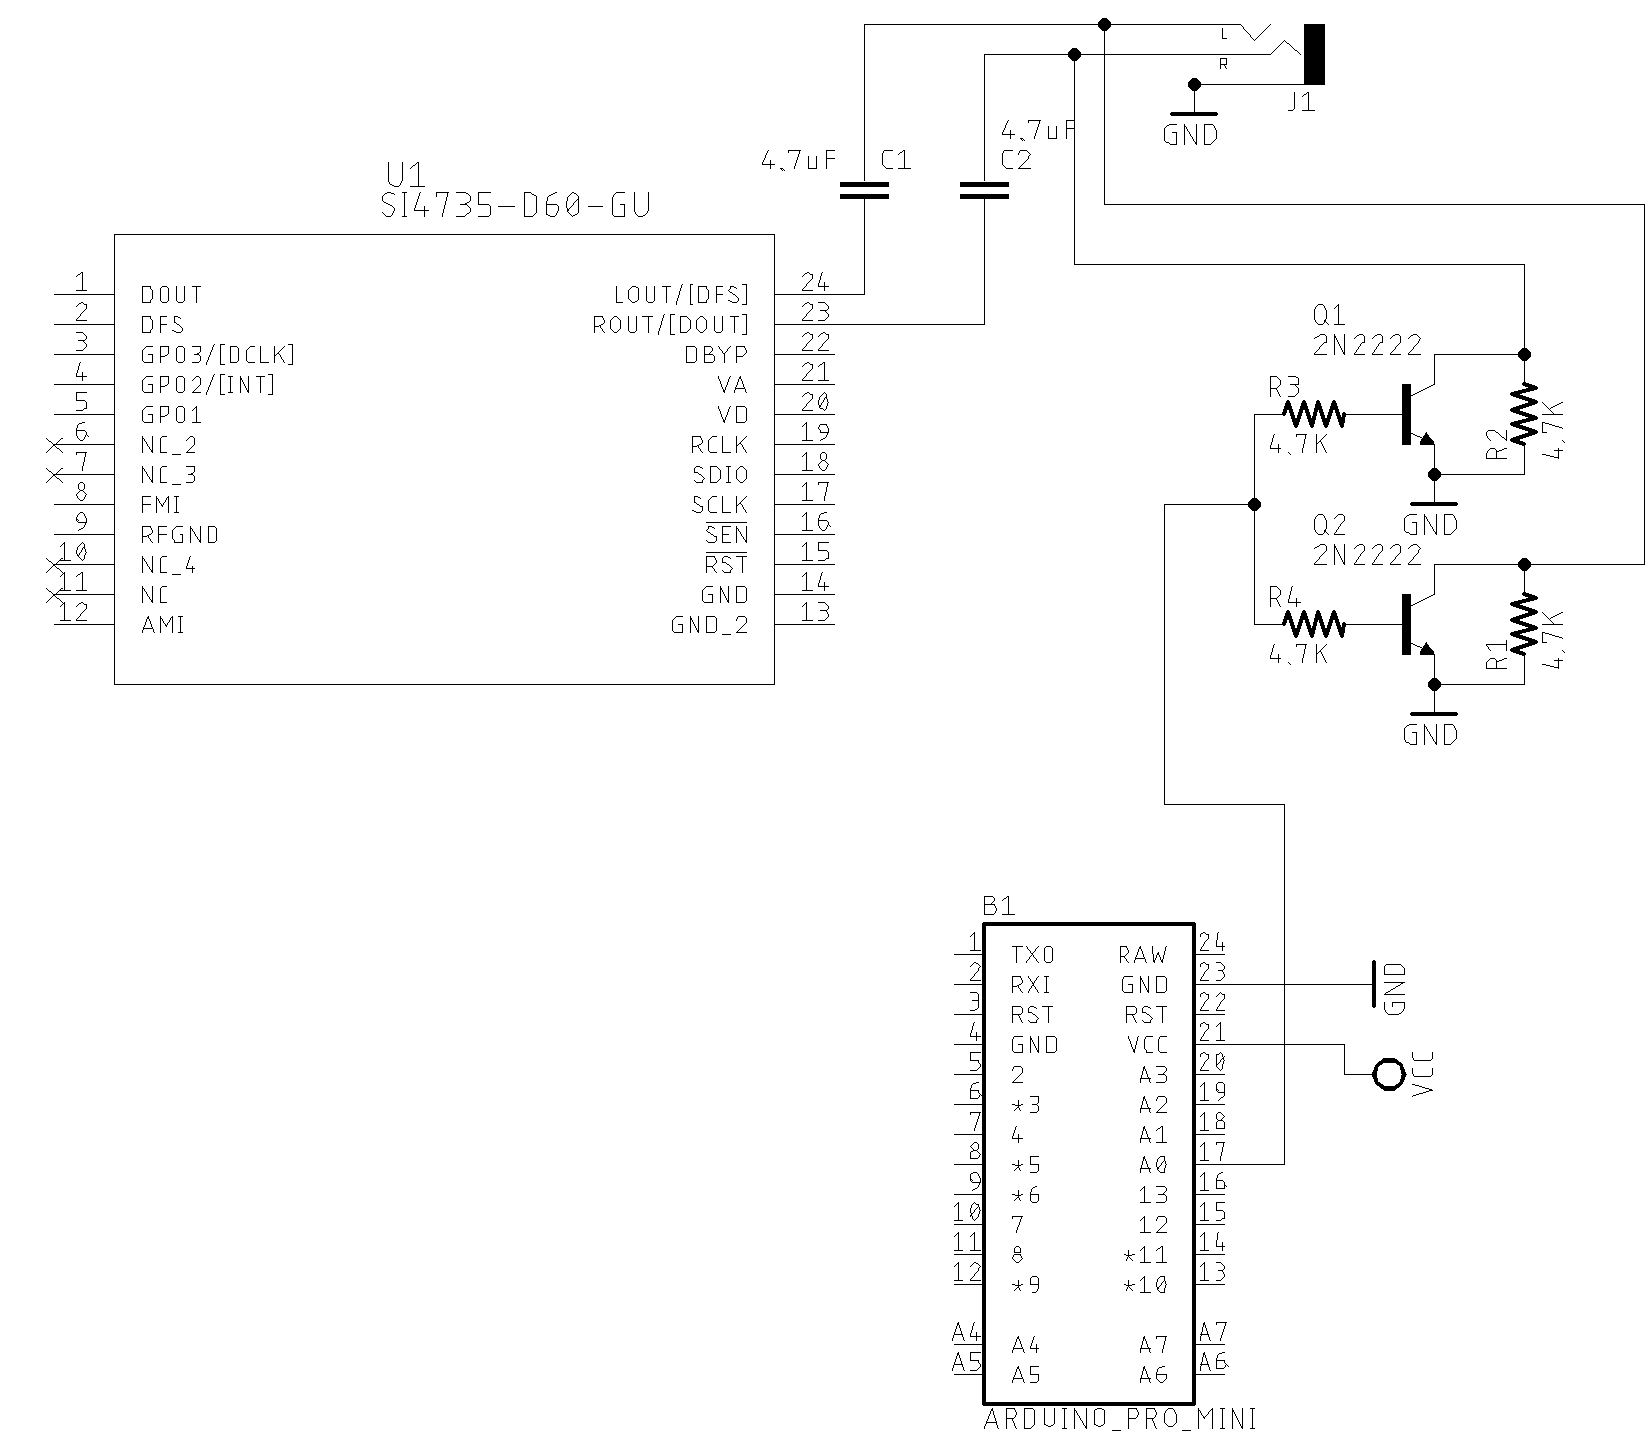 L
R
J1
GND
4.7uF
C1
4.7uF
C2
U1
SI4735-D60-GU
1 DOUT
2 DFS
3 GPO3/[DCLK]
4 GPO2/[INT]
5 GPO1
6 NC_2
7 NC_3
8 FMI
9 RFGND
10 NC_4
11 NC
12 AMI
LOUT/[DFS] 24
ROUT/[DOUT] 23
DBYP 22
VA 21
VD 20
RCLK 19
SDIO 18
SCLK 17
SEN 16
RST 15
GND 14
GND_2 13
Q1
2N2222
R3
4.7K
R2
4.7K
GND
Q2
2N2222
R4
4.7K
R1
4.7K
GND
B1
1 TXO
2 RXI
3 RST
4 GND
5 2
6 *3
7 4
8 *5
9 *6
10 7
11 8
12 *9
A4 A4
A5 A5
RAW 24
GND 23
RST 22
VCC 21
A3 20
A2 19
A1 18
A0 17
13 16
12 15
*11 14
*10 13
A7 A7
A6 A6
GND
VCC
ARDUINO_PRO_MINI